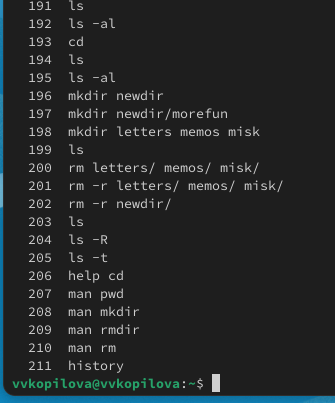 191 ls
192 ls -al
193 cd
194 ls
195 ls -al
196 mkdir newdir
197 mkdir newdir/morefun
198 mkdir letters memos misk
199 ls
200 rm letters/ memos/ misk/
201 rm -r letters/ memos/ misk/
202 rm -r newdir/
203 ls
204 ls -R
205 ls -t
206 help cd
207 man pwd
208 man mkdir
209 man rmdir
210 man rm
211 history
vvkopilova@vvkopilova:~$